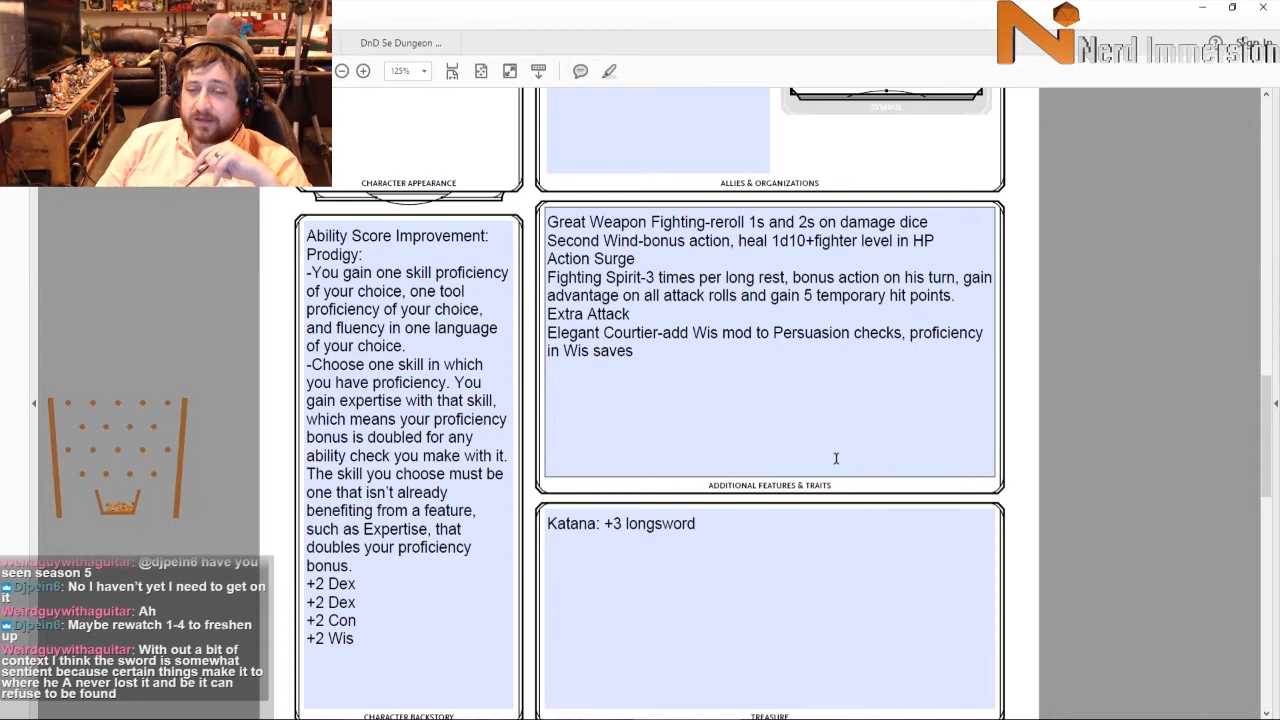 DnD 5e Dungeon ...
Nerd Immersion
Sign In
125%
SYMBOL
CHARACTER APPEARANCE
ALLIES & ORGANIZATIONS
Ability Score Improvement:
Prodigy:
-You gain one skill proficiency
of your choice, one tool
proficiency of your choice,
and fluency in one language
of your choice.
-Choose one skill in which
you have proficiency. You
gain expertise with that skill,
which means your proficiency
bonus is doubled for any
ability check you make with it.
The skill you choose must be
one that isn't already
benefiting from a feature,
such as Expertise, that
doubles your proficiency
bonus.
+2 Dex
+2 Dex
+2 Con
+2 Wis
CHARACTER BACKSTORY
Great Weapon Fighting-reroll 1s and 2s on damage dice
Second Wind-bonus action, heal 1d10+fighter level in HP
Action Surge
Fighting Spirit-3 times per long rest, bonus action on his turn, gain
advantage on all attack rolls and gain 5 temporary hit points.
Extra Attack
Elegant Courtier-add Wis mod to Persuasion checks, proficiency
in Wis saves
ADDITIONAL FEATURES & TRAITS
Katana: +3 longsword
TREASURE
Weirdguywithaguitar: @djpein6 have you
seen season 5
Djpein6: No I haven't yet I need to get on
it
Weirdguywithaguitar: Ah
Djpein6: Maybe rewatch 1-4 to freshen
up
Weirdguywithaguitar: With out a bit of
context I think the sword is somewhat
sentient because certain things make it to
where he A never lost it and be it can
refuse to be found